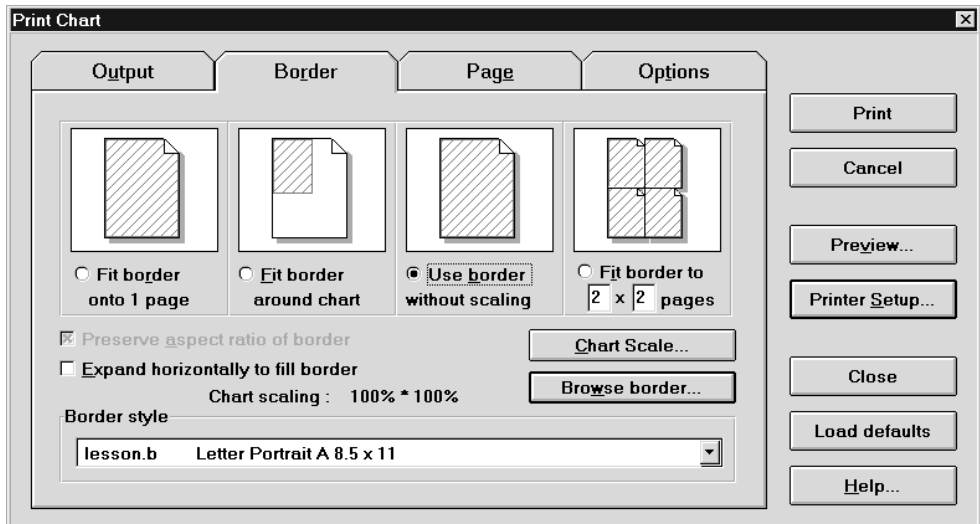 Print Chart
Output Border Page Options
Print
Cancel
Preview...
Printer Setup...
Close
Load defaults
Help...
Fit border
onto 1 page
Fit border
around chart
Use border
without scaling
Fit border to
2 x 2 pages
Preserve aspect ratio of border
Expand horizontally to fill border
Chart scaling : 100% * 100%
Chart Scale...
Browse border...
Border style
lesson.b Letter Portrait A 8.5 x 11